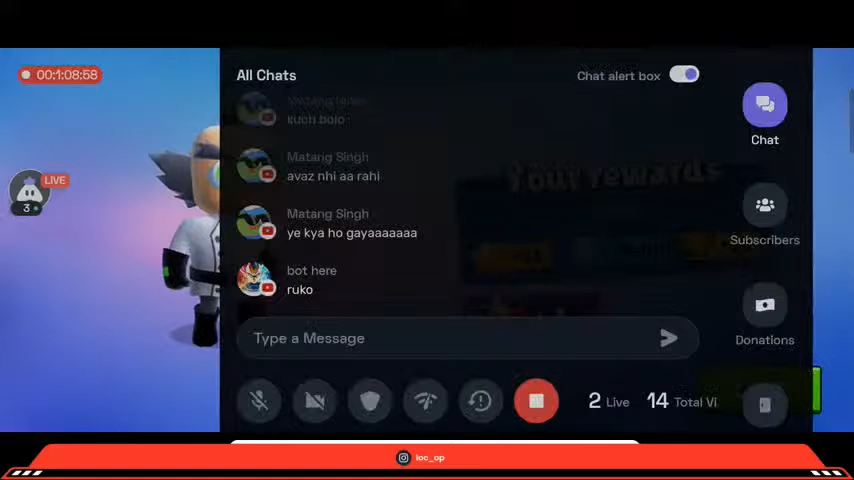 00:1:08:58
All Chats
Chat alert box
kuch bolo
Chat
Matang Singh
avaz nhi aa rahi
LIVE
3
Your rewards
Matang Singh
ye kya ho gayaaaaaaa
Subscribers
bot here
ruko
Type a Message
Donations
2 Live 14 Total Vi
loc_op